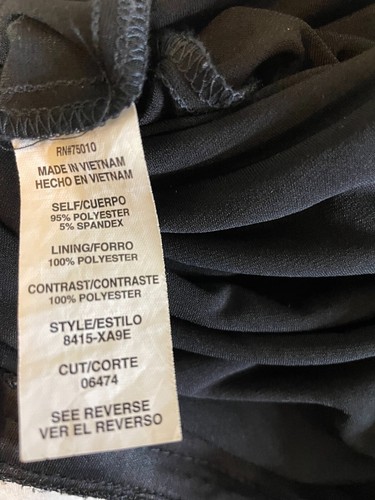 RN#75010
MADE IN VIETNAM
HECHO EN VIETNAM
SELF/CUERPO
95% POLYESTER
5% SPANDEX
LINING/FORRO
100% POLYESTER
CONTRAST/CONTRASTE
100% POLYESTER
STYLE/ESTILO
8415-XA9E
CUT/CORTE
06474
SEE REVERSE
VER EL REVERSO